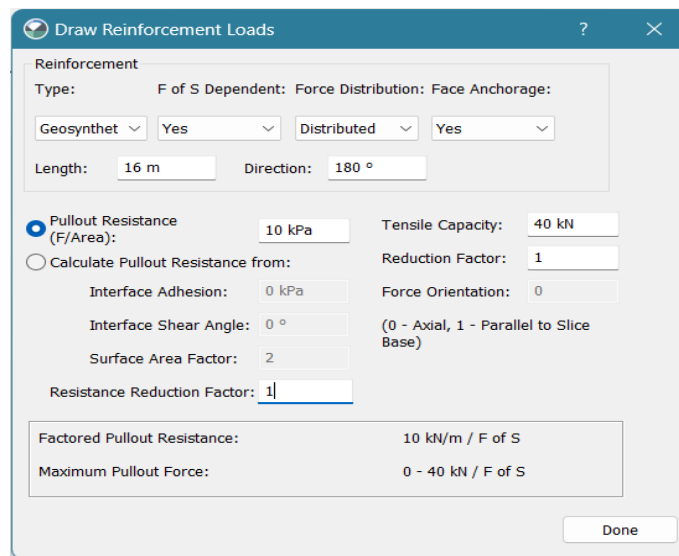 Draw Reinforcement Loads ?
Reinforcement
Type: F of S Dependent: Force Distribution: Face Anchorage:
Geosynthet Yes Distributed Yes
Length: 16 m Direction: 180 °
Pullout Resistance
(F/Area): 10 kPa
Tensile Capacity: 40 kN
Calculate Pullout Resistance from:
Reduction Factor: 1
Interface Adhesion: 0 kPa
Force Orientation: 0
Interface Shear Angle: 0 °
(0 - Axial, 1 - Parallel to Slice
Base)
Surface Area Factor: 2
Resistance Reduction Factor: 1
Factored Pullout Resistance: 10 kN/m / F of S
Maximum Pullout Force: 0 - 40 kN / F of S
Done